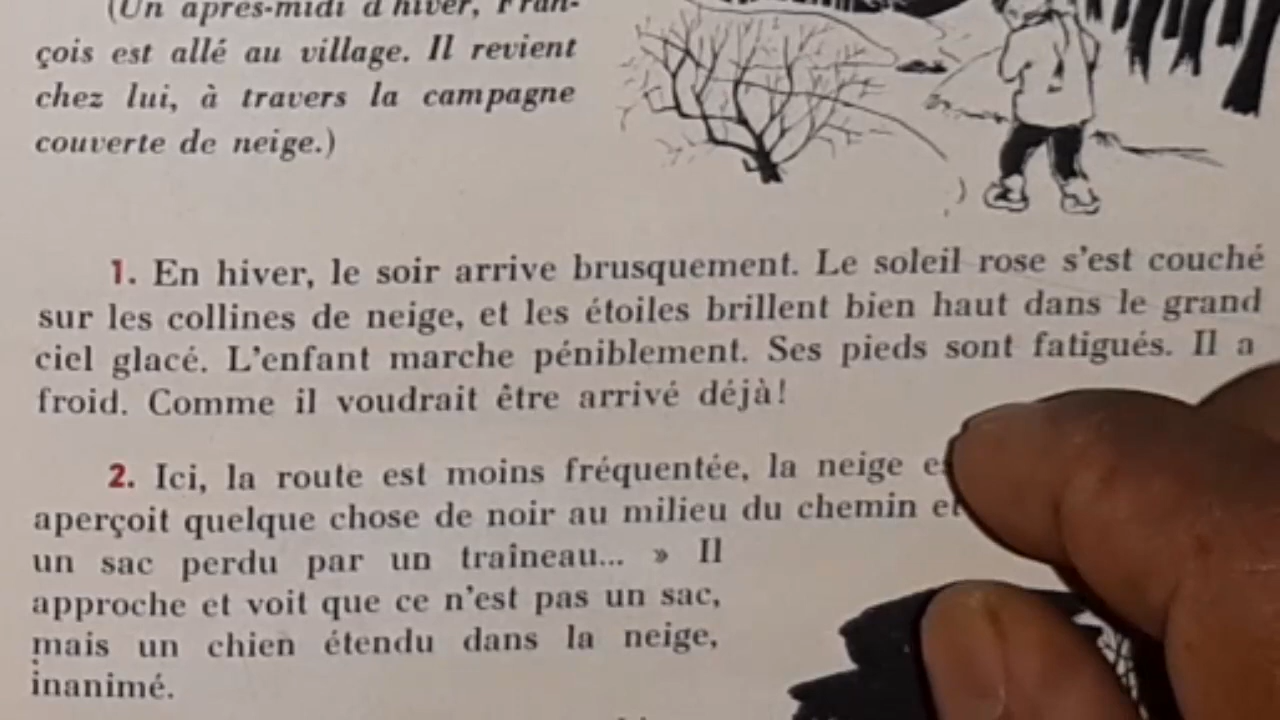 (Un après-midi d'hiver, Fran-
çois est allé au village. Il revient
chez lui, à travers la campagne
couverte de neige.)
1. En hiver, le soir arrive brusquement. Le soleil rose s'est couché
sur les collines de neige, et les étoiles brillent bien haut dans le grand
ciel glacé. L'enfant marche péniblement. Ses pieds sont fatigués. Il a
froid. Comme il voudrait être arrivé déjà!
2. Ici, la route est moins fréquentée, la neige
aperçoit quelque chose de noir au milieu du chemin
un sac perdu par un traîneau... » Il
approche et voit que ce n'est pas un sac,
mais un chien étendu dans la neige,
inanimé.